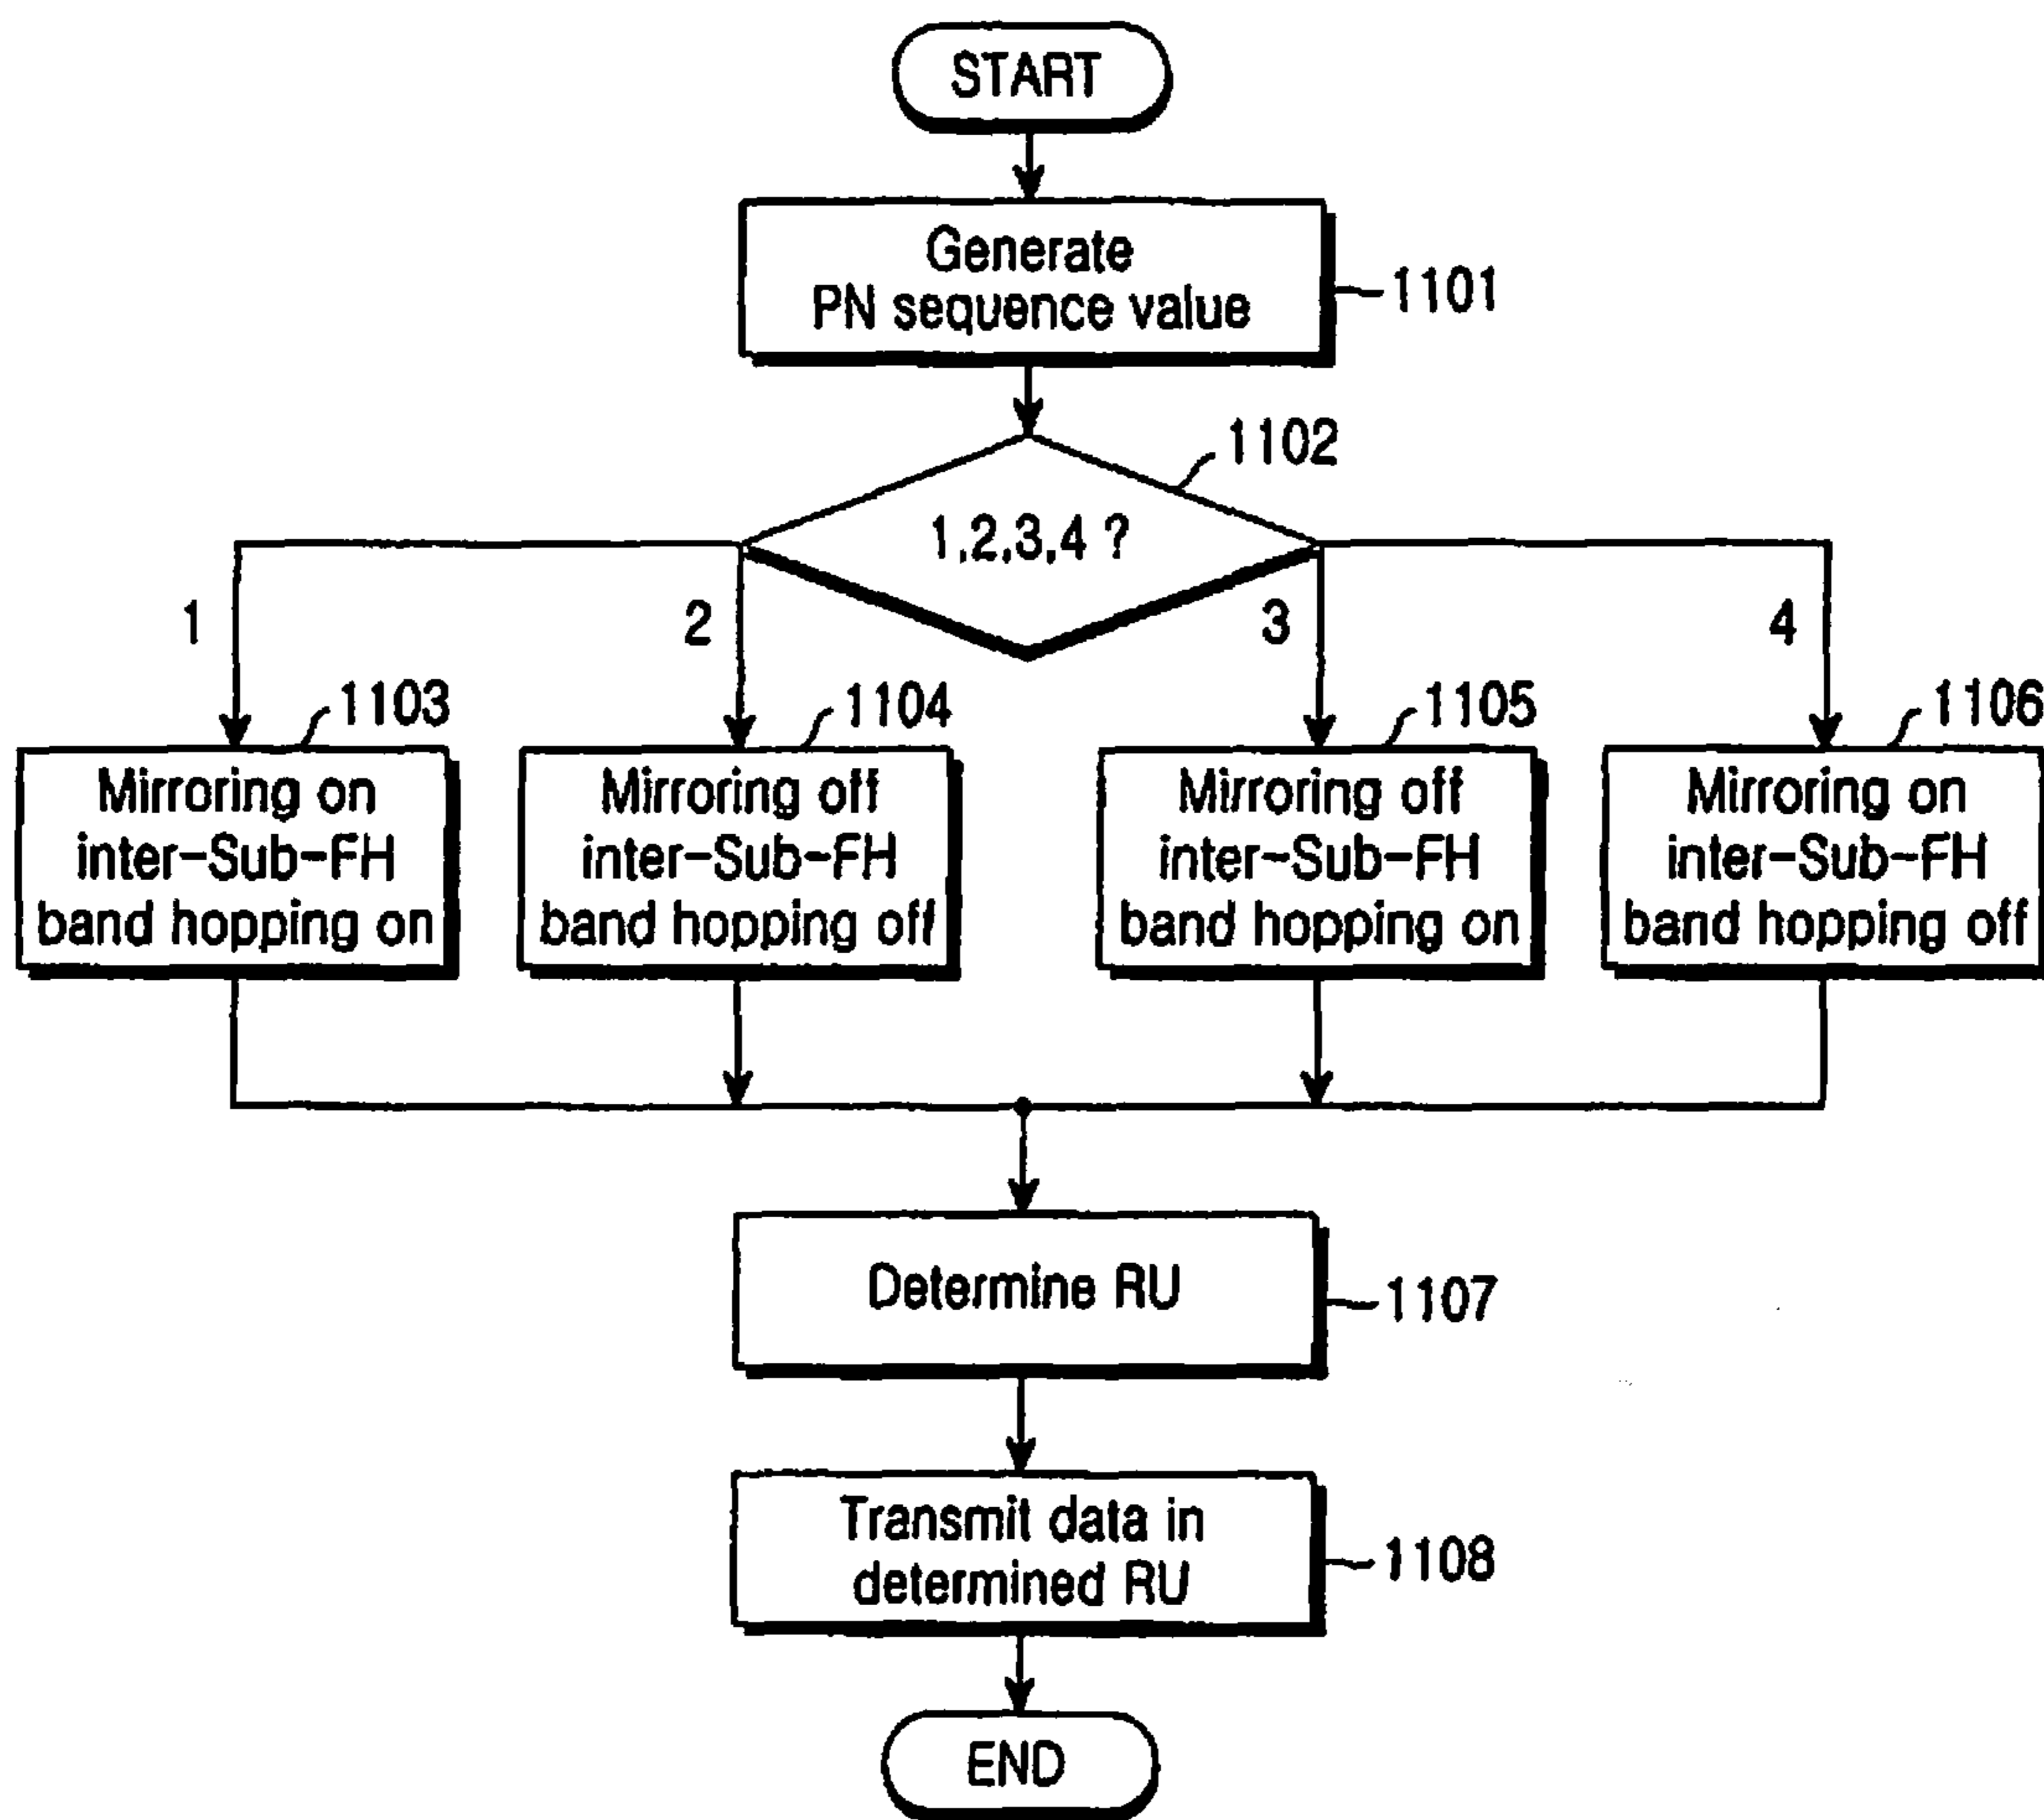 START
Generate
PN sequence value
1101
1102
1,2,3,4 ?
1
2
3
4
1103
1104
1105
1106
Mirroring on
inter-Sub-FH
band hopping on
Mirroring off
inter-Sub-FH
band hopping off
Mirroring off
inter-Sub-FH
band hopping on
Mirroring on
inter-Sub-FH
band hopping off
Determine RU
1107
Transmit data in
determined RU
1108
END